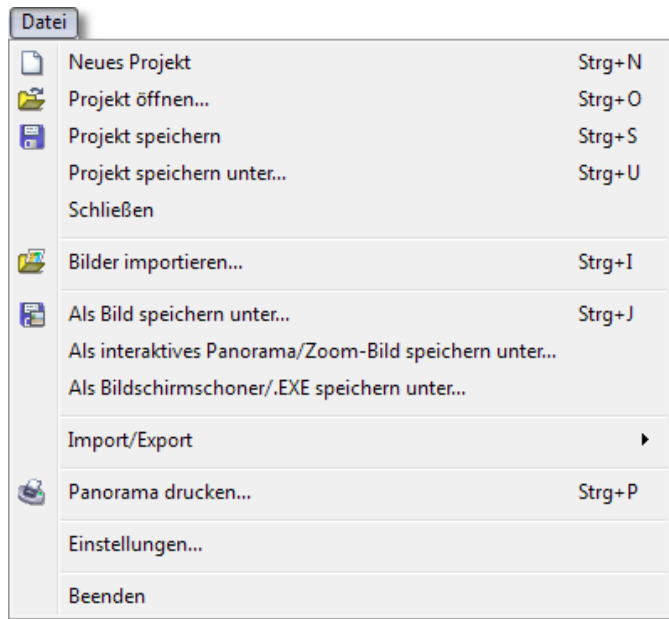 Datei
Neues Projekt Strg+N
Projekt öffnen... Strg+O
Projekt speichern Strg+S
Projekt speichern unter... Strg+U
Schließen
Bilder importieren... Strg+I
Als Bild speichern unter... Strg+J
Als interaktives Panorama/Zoom-Bild speichern unter...
Als Bildschirmschoner/.EXE speichern unter...
Import/Export
Panorama drucken... Strg+P
Einstellungen...
Beenden